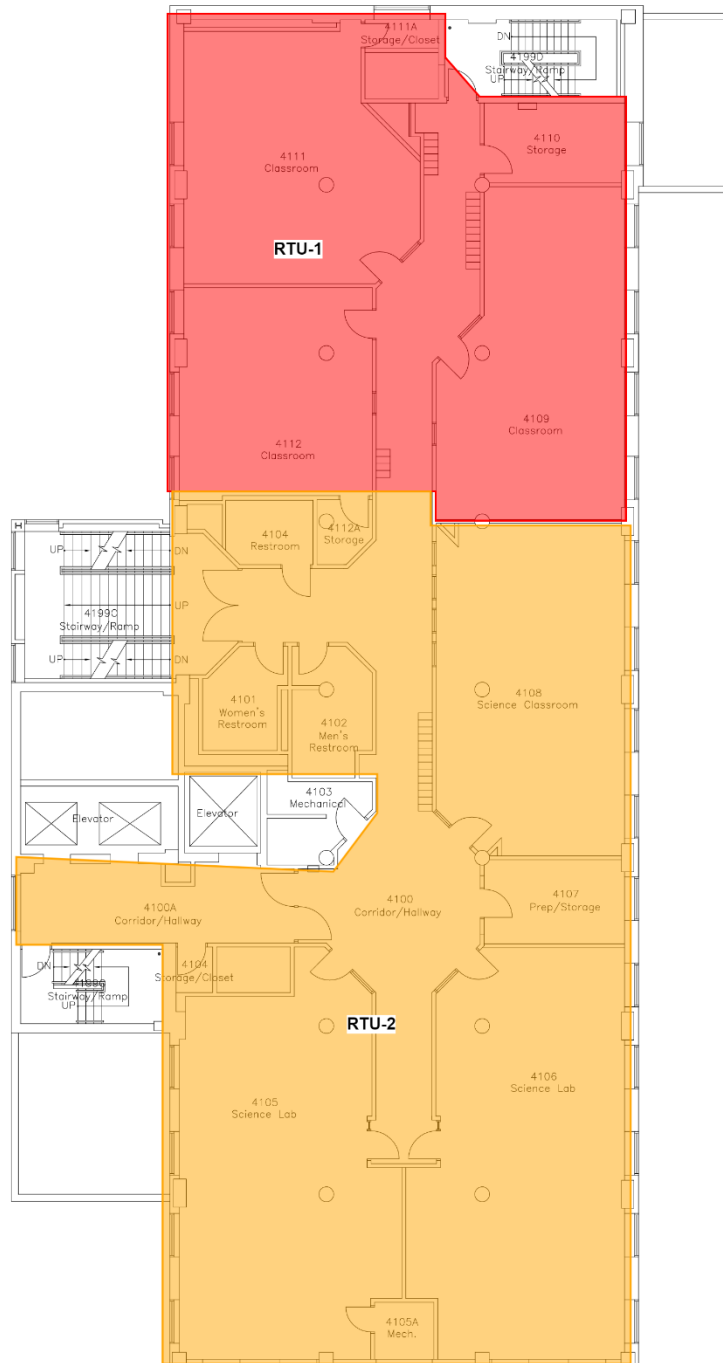 4111A
Storage/Closet
DN
4199D
Stairway/Ramp
UP
4111
Classroom
4110
Storage
RTU-1
4109
Classroom
4112
Classroom
4104
Restroom
4112A
Storage
UP
DN
UP
4199C
Stairway/Ramp
UP
DN
4101
Women's
Restroom
4102
Men's
Restroom
4108
Science Classroom
4103
Mechanical
Elevator
Elevator
4100A
Corridor/Hallway
4100
Corridor/Hallway
4107
Prep/Storage
DN
4104
Storage/Closet
Stairway/Ramp
UP
RTU-2
4105
Science Lab
4106
Science Lab
4105A
Mech.